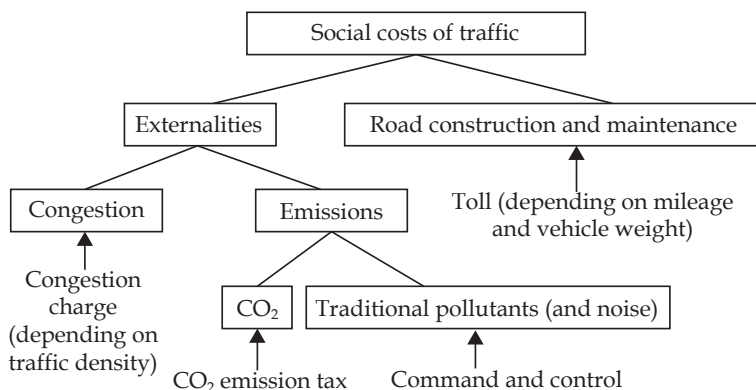 Social costs of traffic
Externalities
Road construction and maintenance
Congestion
Emissions
Toll (depending on mileage
and vehicle weight)
Congestion
charge
(depending on
traffic density)
CO₂
Traditional pollutants (and noise)
CO₂ emission tax
Command and control